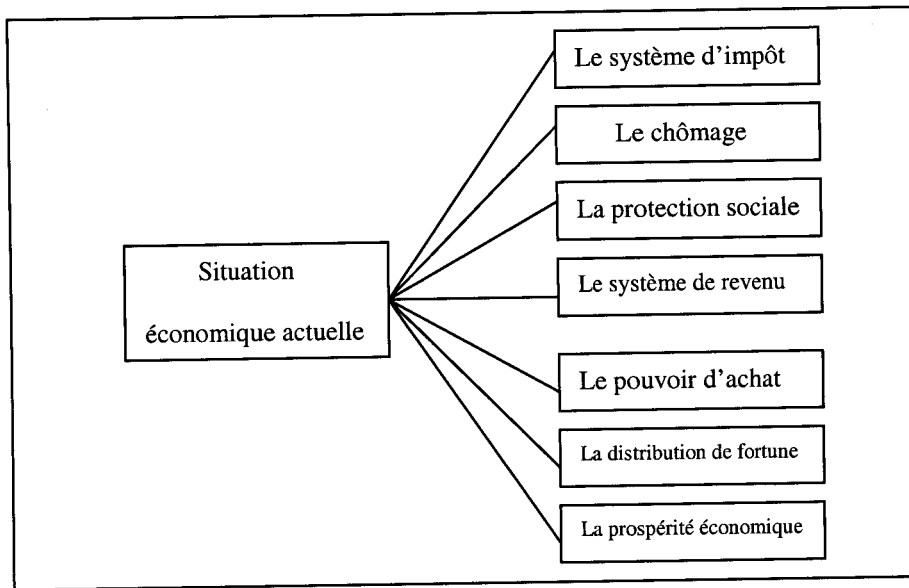 Le système d'impôt
Le chômage
La protection sociale
Situation
économique actuelle
Le système de revenu
Le pouvoir d'achat
La distribution de fortune
La prospérité économique